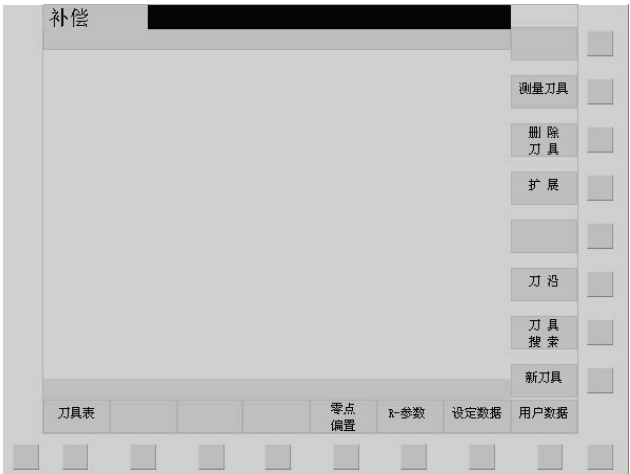 补偿
测量刀具
删 除
刀 具
扩 展
刀 沿
刀 具
搜 索
新刀具
刀具表
零点
偏置
R-参数
设定数据
用户数据